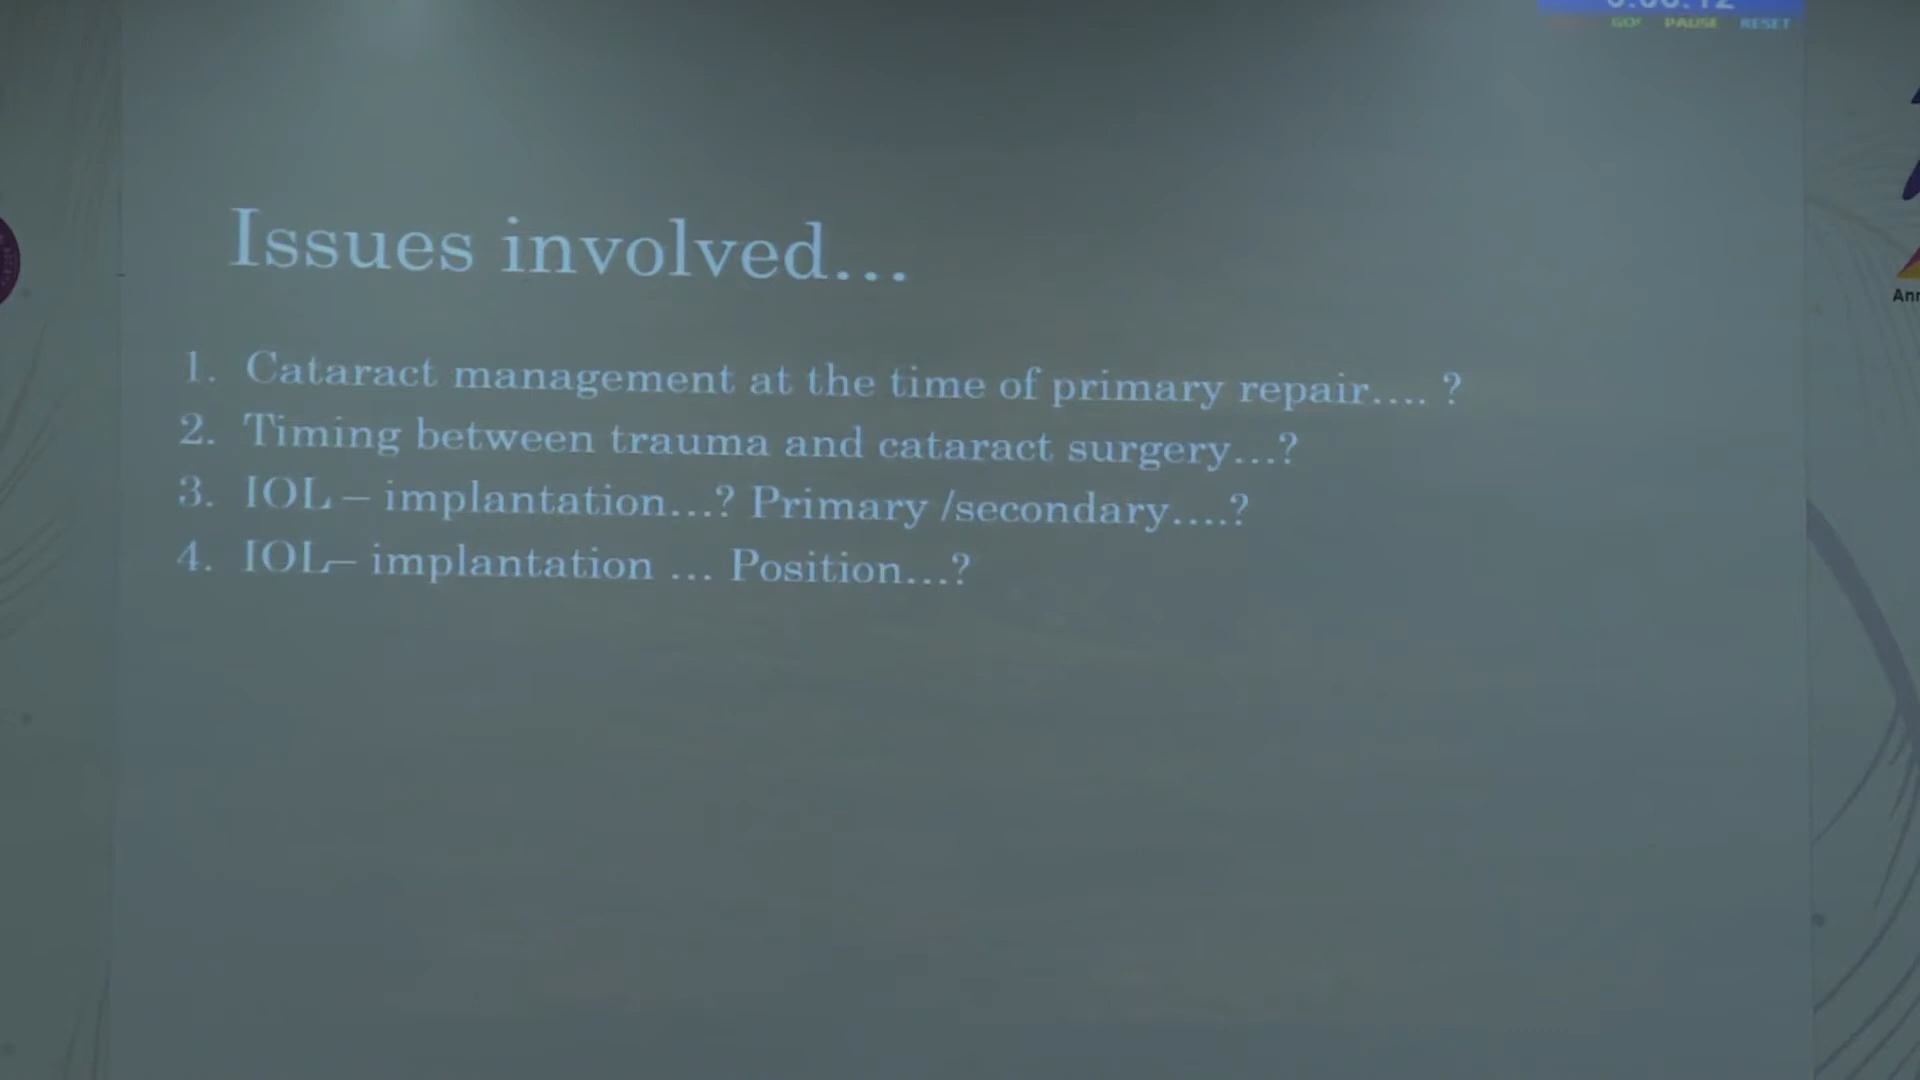 GO! PAUSE RESET
Issues involved...
1. Cataract management at the time of primary repair.... ?
2. Timing between trauma and cataract surgery...?
3. IOL – implantation...? Primary /secondary....?
4. IOL– implantation ... Position...?